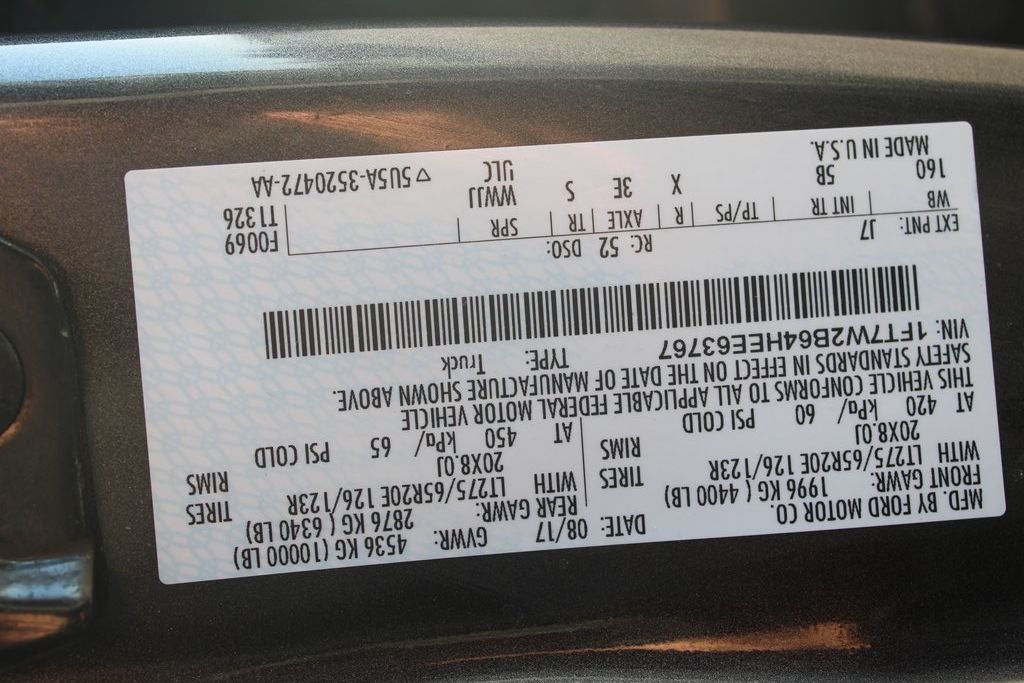 MFD. BY FORD MOTOR CO.
DATE: 08/17 GVWR: 4536 KG ( 10000 LB)
FRONT GAWR: 1996 KG ( 4400 LB) REAR GAWR: 2876 KG ( 6340 LB)
WITH LT275/65R20E 126/123R TIRES WITH LT275/65R20E 126/123R TIRES
20X8.0J RIMS 20X8.0J RIMS
AT 420 kPa/ 60 PSI COLD AT 450 kPa/ 65 PSI COLD
THIS VEHICLE CONFORMS TO ALL APPLICABLE FEDERAL MOTOR VEHICLE
SAFETY STANDARDS IN EFFECT ON THE DATE OF MANUFACTURE SHOWN ABOVE.
VIN: 1FT7W2B64HEE63767 TYPE: Truck
EXT PNT: J7 RC: 52 DSO: F0069
WB INT TR TP/PS R AXLE TR SPR T1326
160 5B X 3E S WWJJ
MADE IN U.S.A. ULC ▽ 5U5A-3520472-AA